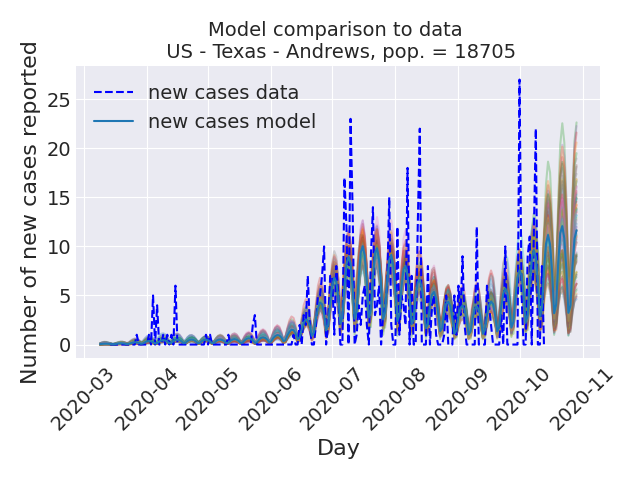 Model comparison to data
US - Texas - Andrews, pop. = 18705
Number of new cases reported
25
20
15
10
5
0
new cases data
new cases model
2020-03
2020-04
2020-05
2020-06
2020-07
2020-08
2020-09
2020-10
2020-11
Day